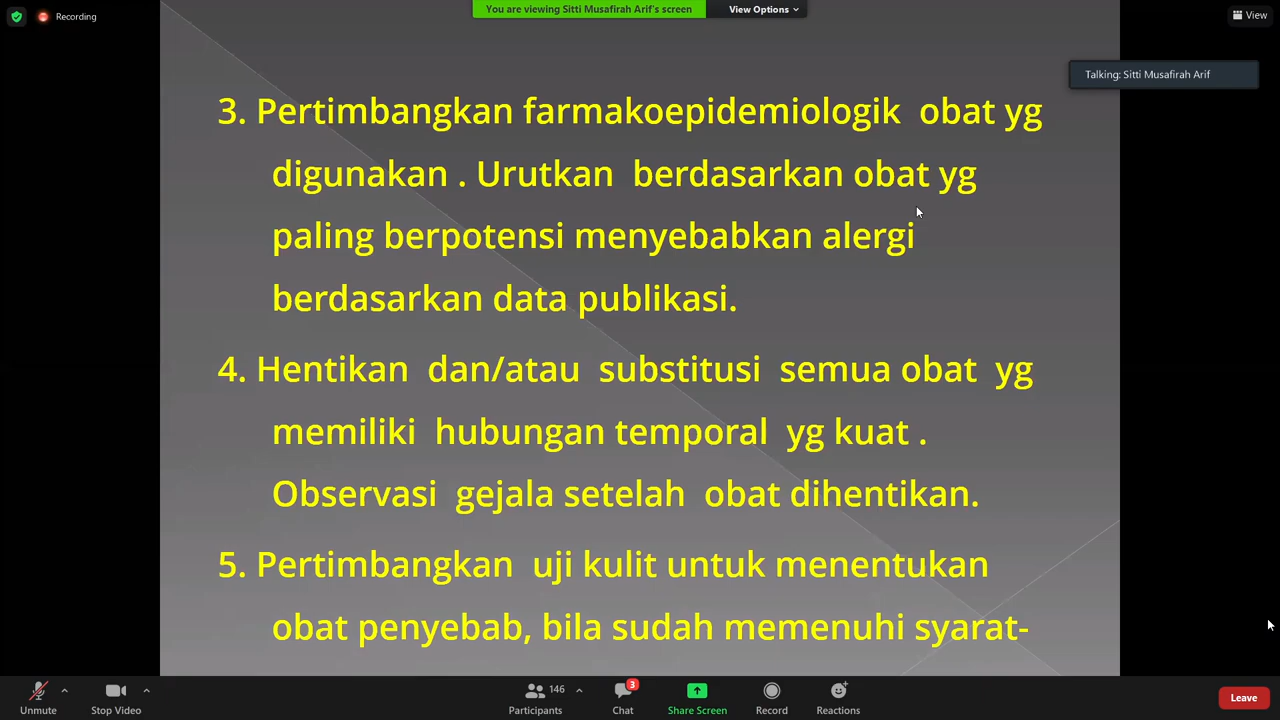 Recording
You are viewing Sitti Musafirah Arif's screen
View Options
View
Talking: Sitti Musafirah Arif
3. Pertimbangkan farmakoepidemiologik obat yg
digunakan . Urutkan berdasarkan obat yg
paling berpotensi menyebabkan alergi
berdasarkan data publikasi.
4. Hentikan dan/atau substitusi semua obat yg
memiliki hubungan temporal yg kuat .
Observasi gejala setelah obat dihentikan.
5. Pertimbangkan uji kulit untuk menentukan
obat penyebab, bila sudah memenuhi syarat-
Unmute
Stop Video
146
Participants
3
Chat
Share Screen
Record
Reactions
Leave